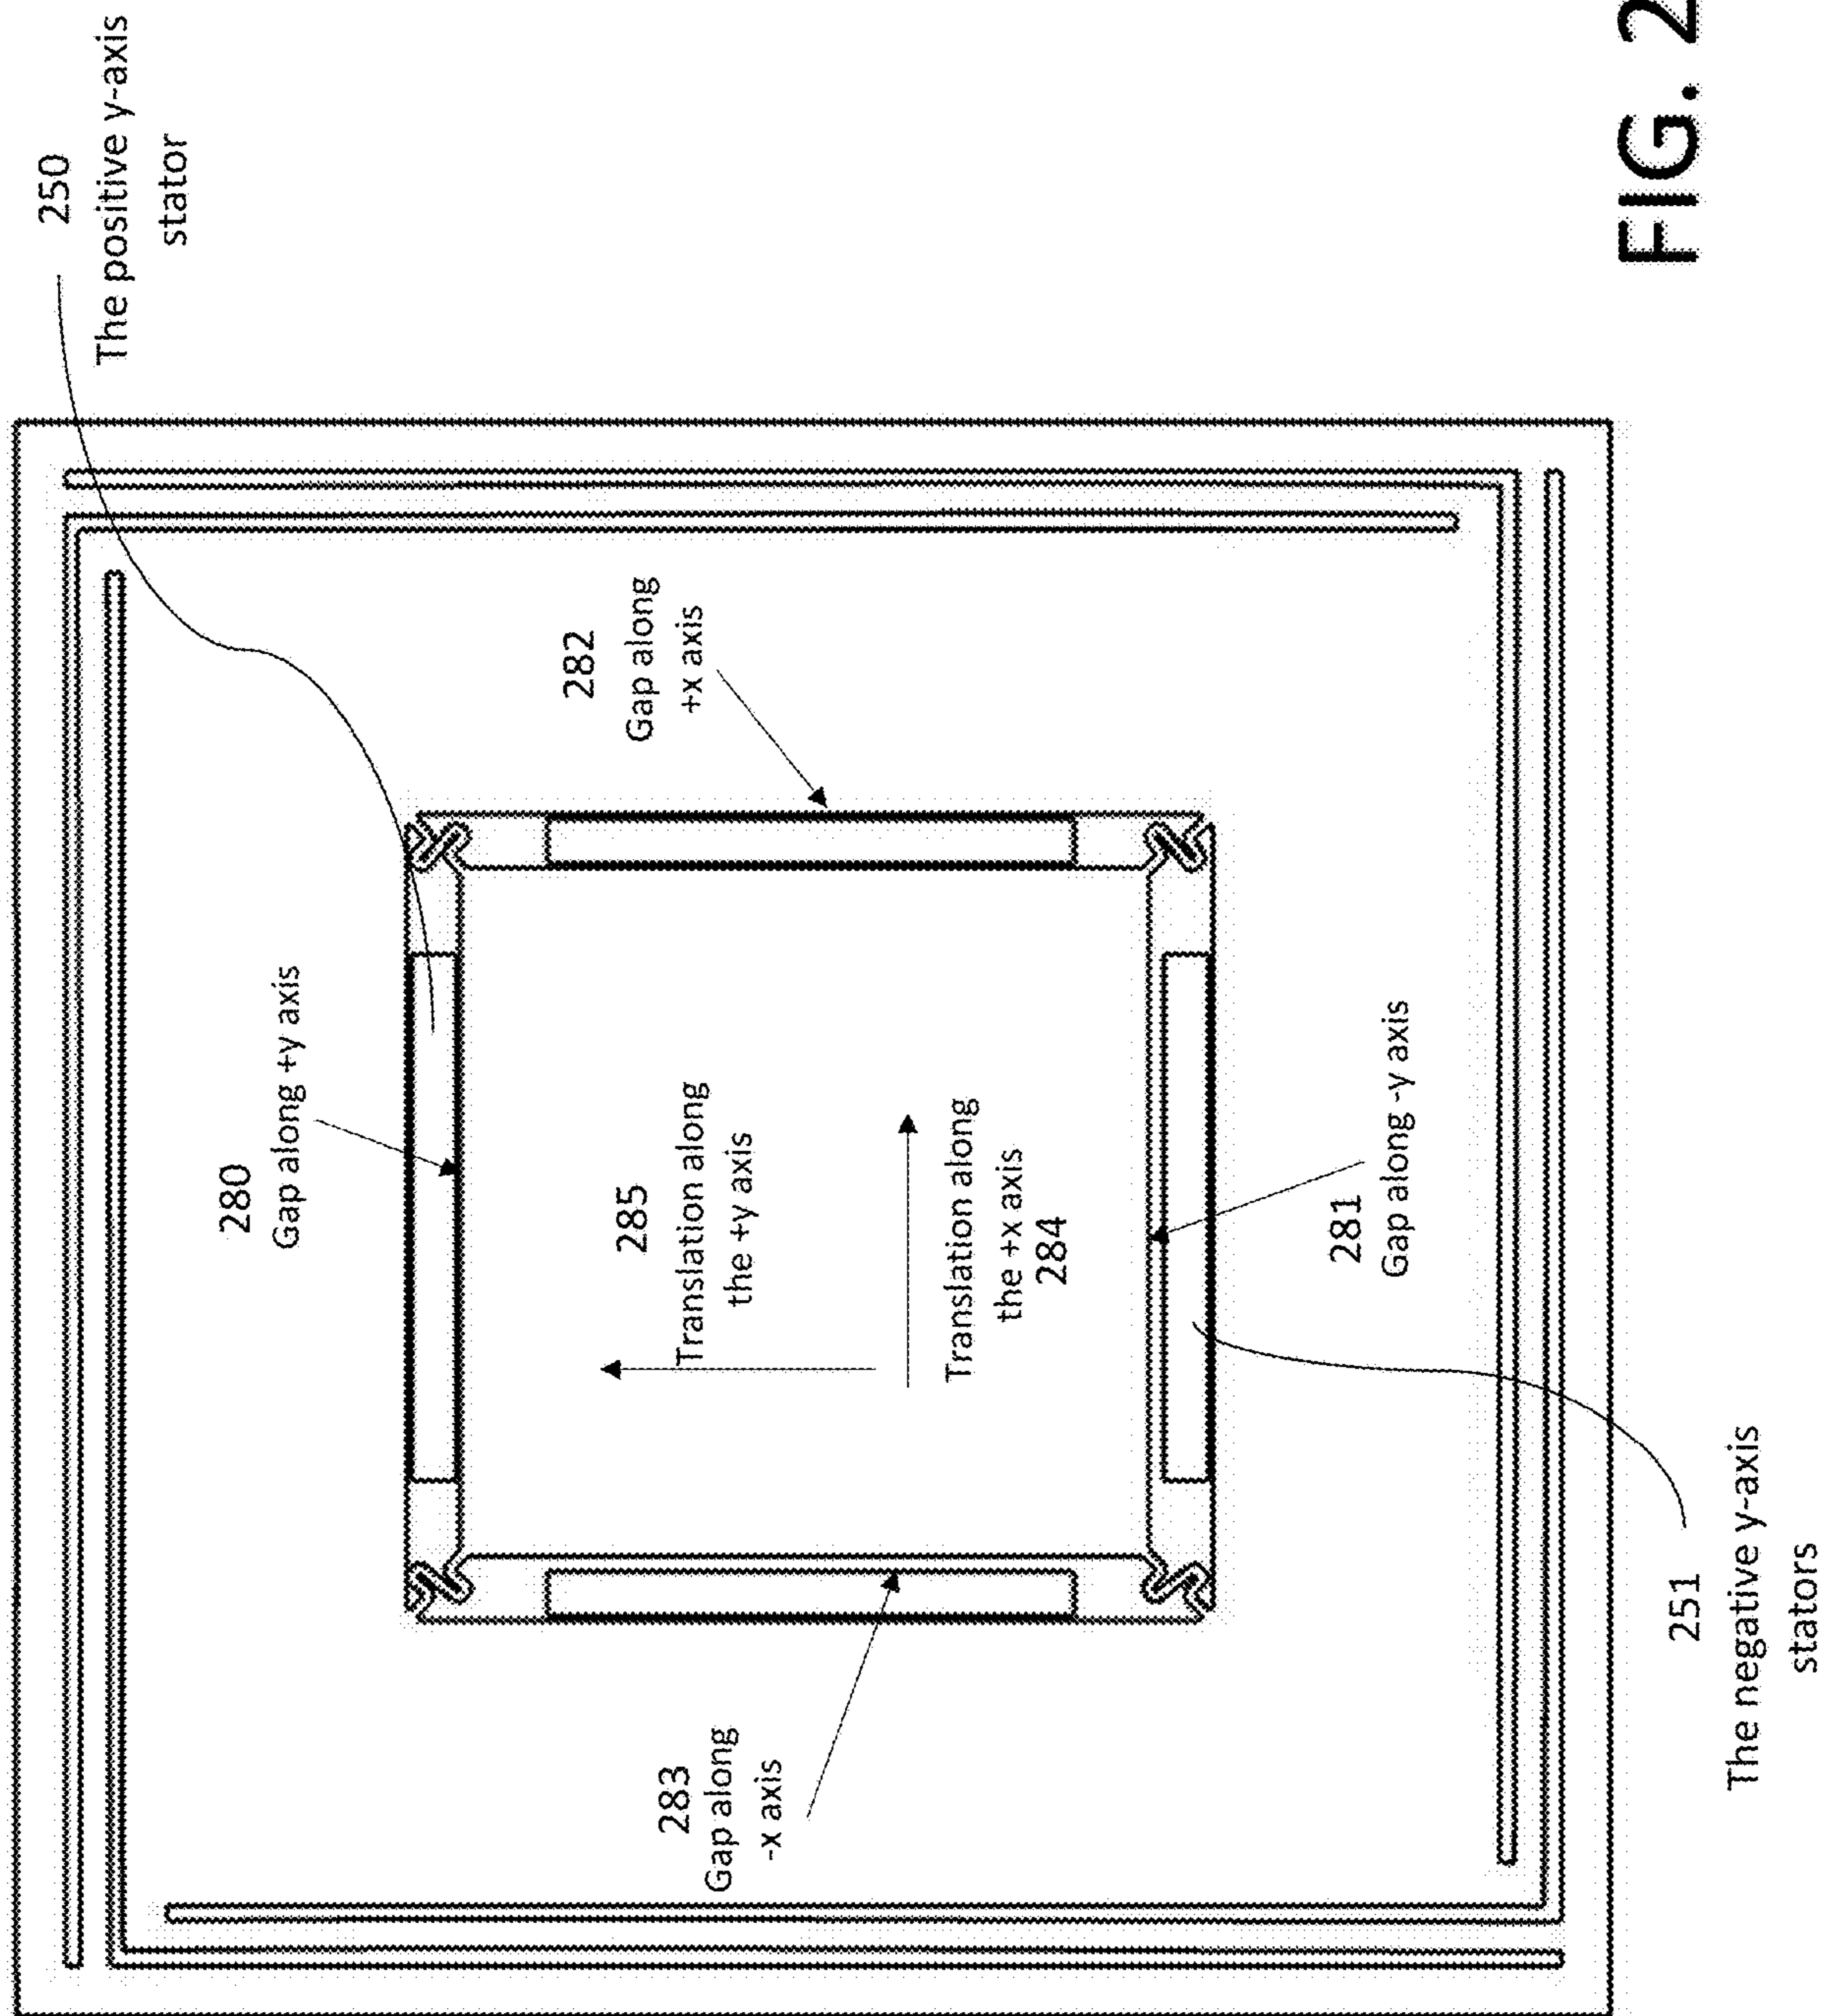 250
The positive y-axis
stator
280
Gap along +y axis
282
Gap along
+x axis
285
Translation along
the +y axis
283
Gap along
-x axis
Translation along
the +x axis
284
281
Gap along -y axis
251
The negative y-axis
stators
FIG. 2